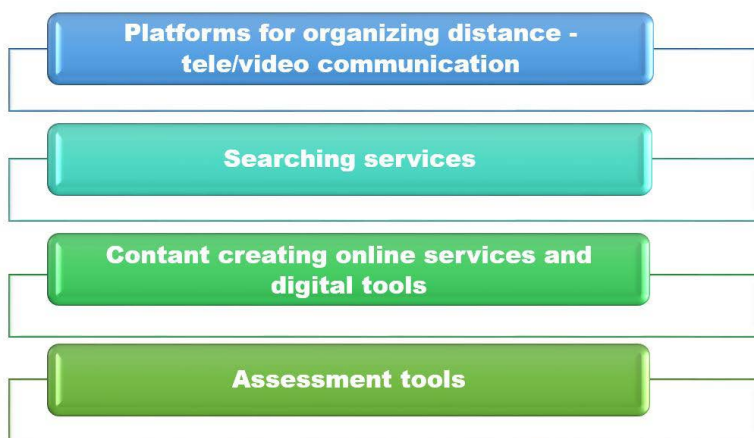 Platforms for organizing distance -
tele/video communication
Searching services
Contant creating online services and
digital tools
Assessment tools